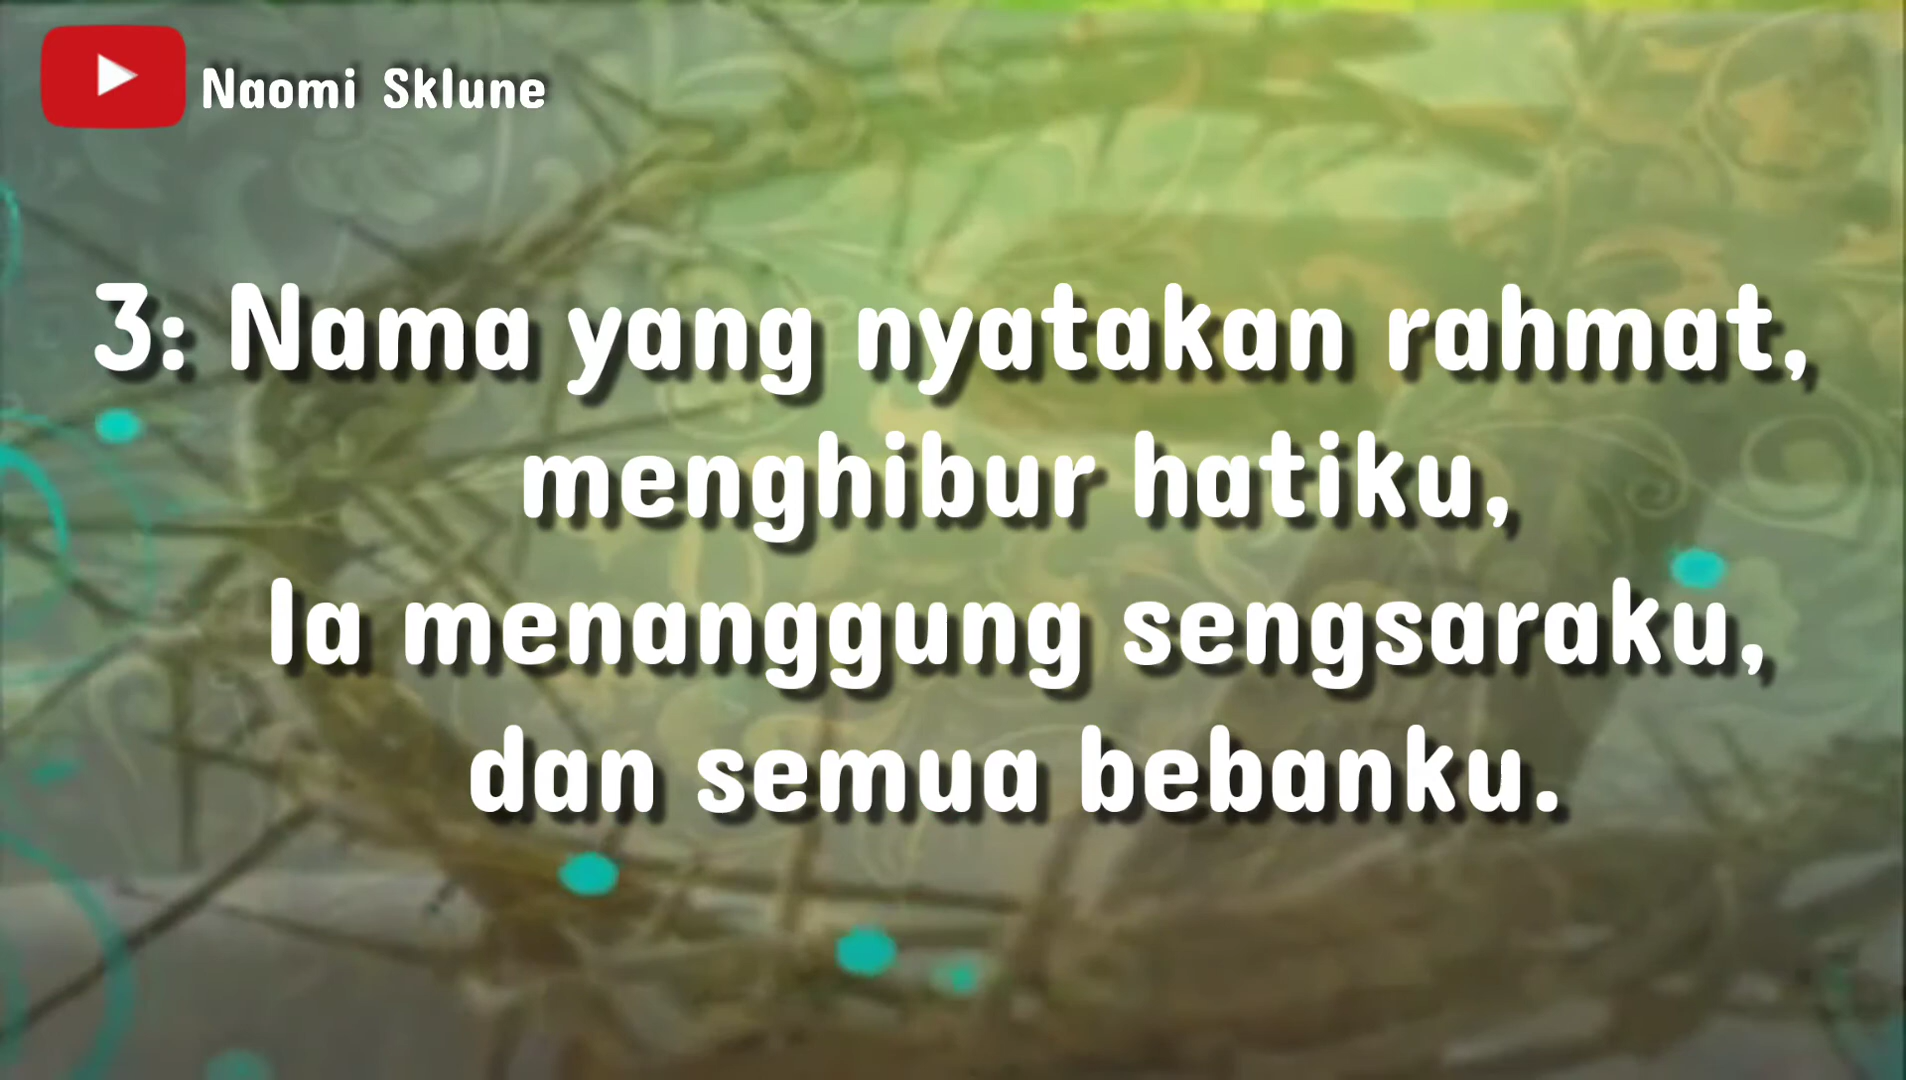 Naomi Sklune
3: Nama yang nyatakan rahmat,
menghibur hatiku,
Ia menanggung sengsaraku,
dan semua bebanku.